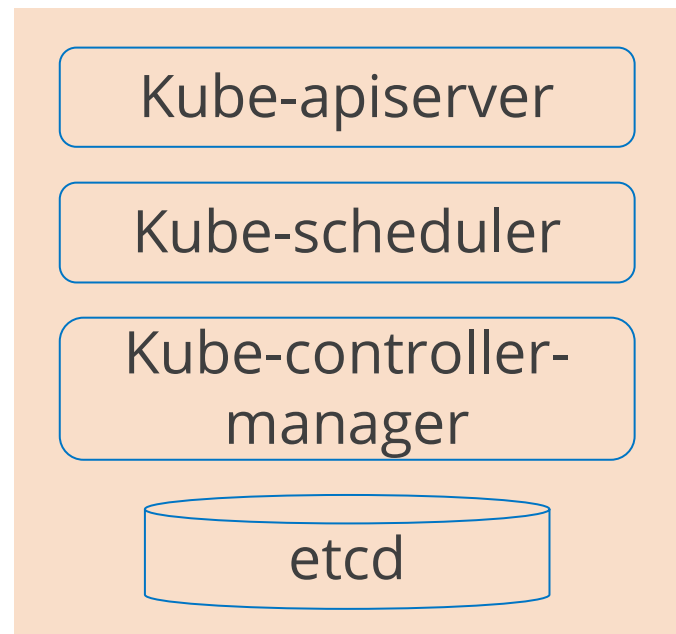 Kube-apiserver
Kube-scheduler
Kube-controller-
manager
etcd